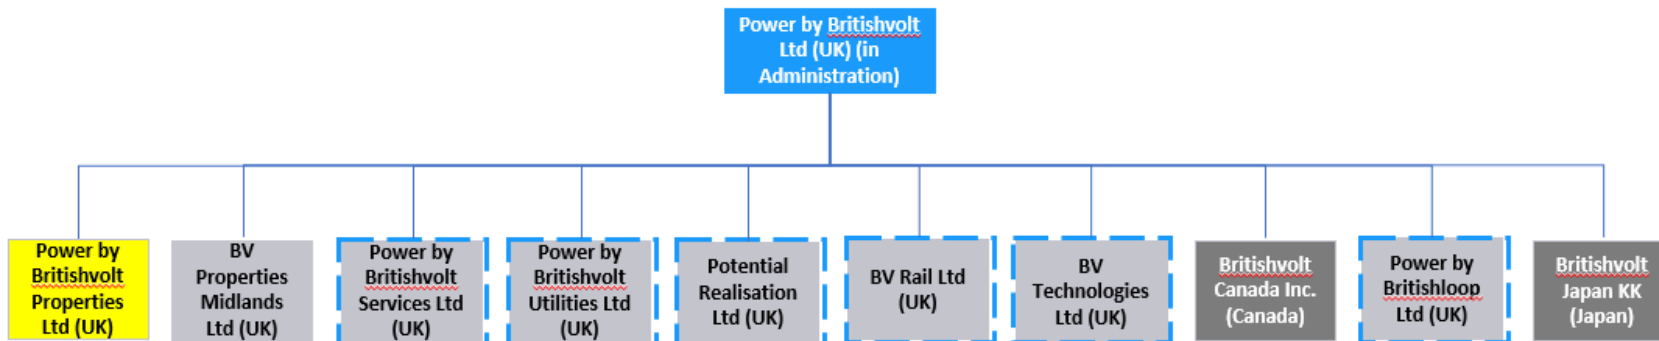 Power by Britishvolt
Ltd (UK) (in
Administration)
Power by
Britishvolt
Properties
Ltd (UK)
BV
Properties
Midlands
Ltd (UK)
Power by
Britishvolt
Services Ltd
(UK)
Power by
Britishvolt
Utilities Ltd
(UK)
Potential
Realisation
Ltd (UK)
BV Rail Ltd
(UK)
BV
Technologies
Ltd (UK)
Britishvolt
Canada Inc.
(Canada)
Power by
Britishloop
Ltd (UK)
Britishvolt
Japan KK
(Japan)